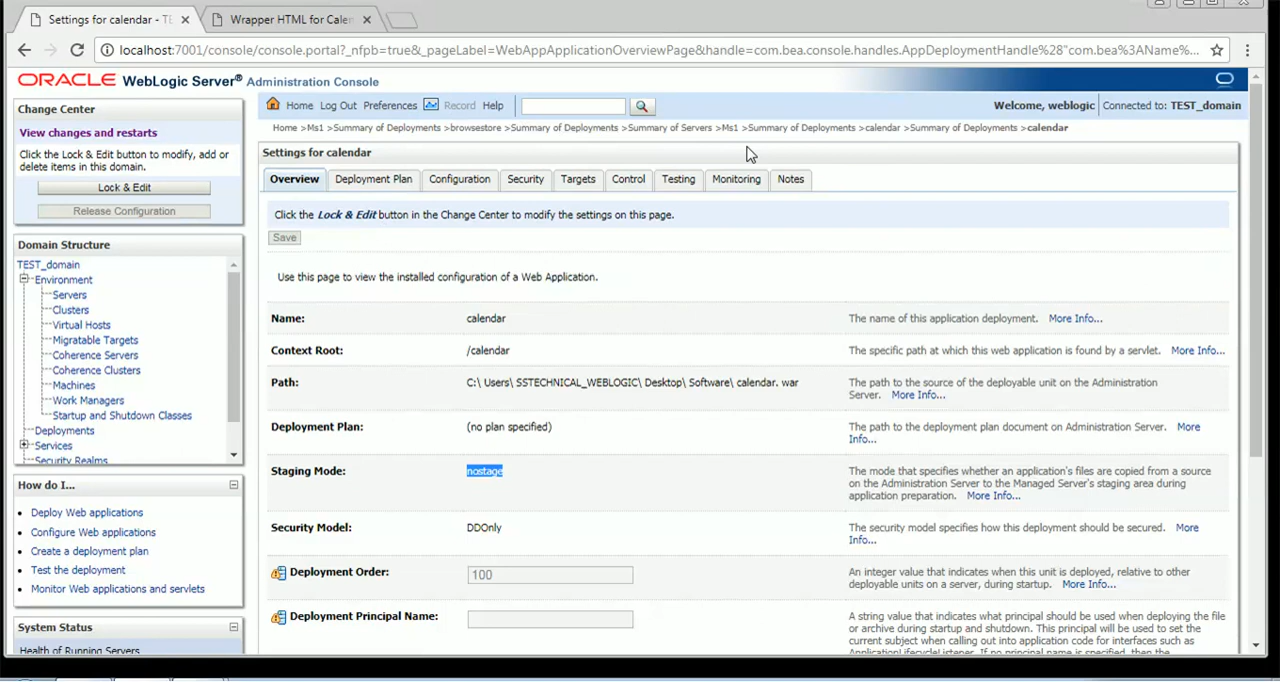 Settings for calendar - TE
Wrapper HTML for Calen
localhost:7001/console/console.portal?_nfpb=true&_pageLabel=WebAppApplicationOverviewPage&handle=com.bea.console.handles.AppDeploymentHandle%28"com.bea%3AName%...
ORACLE WebLogic Server® Administration Console
Change Center
View changes and restarts
Click the Lock & Edit button to modify, add or
delete items in this domain.
Lock & Edit
Release Configuration
Domain Structure
TEST_domain
Environment
Servers
Clusters
Virtual Hosts
Migratable Targets
Coherence Servers
Coherence Clusters
Machines
Work Managers
Startup and Shutdown Classes
Deployments
Services
Security Realms
How do I...
Deploy Web applications
Configure Web applications
Create a deployment plan
Test the deployment
Monitor Web applications and servlets
System Status
Health of Running Servers
Home Log Out Preferences Record Help
Welcome, weblogic Connected to: TEST_domain
Home >Ms1 >Summary of Deployments >browsestore >Summary of Deployments >Summary of Servers >Ms1 >Summary of Deployments >calendar >Summary of Deployments >calendar
Settings for calendar
Overview Deployment Plan Configuration Security Targets Control Testing Monitoring Notes
Click the Lock & Edit button in the Change Center to modify the settings on this page.
Save
Use this page to view the installed configuration of a Web Application.
Name: calendar The name of this application deployment. More Info...
Context Root: /calendar The specific path at which this web application is found by a servlet. More Info...
Path: C:\ Users\ SSTECHNICAL_WEBLOGIC\ Desktop\ Software\ calendar. war The path to the source of the deployable unit on the Administration
Server. More Info...
Deployment Plan: (no plan specified) The path to the deployment plan document on Administration Server. More
Info...
Staging Mode: nostage The mode that specifies whether an application's files are copied from a source
on the Administration Server to the Managed Server's staging area during
application preparation. More Info...
Security Model: DDOnly The security model specifies how this deployment should be secured. More
Info...
Deployment Order: 100 An integer value that indicates when this unit is deployed, relative to other
deployable units on a server, during startup. More Info...
Deployment Principal Name: A string value that indicates what principal should be used when deploying the file
or archive during startup and shutdown. This principal will be used to set the
current subject when calling out into application code for interfaces such as
ApplicationLifecycleListener. If no principal name is specified, then the